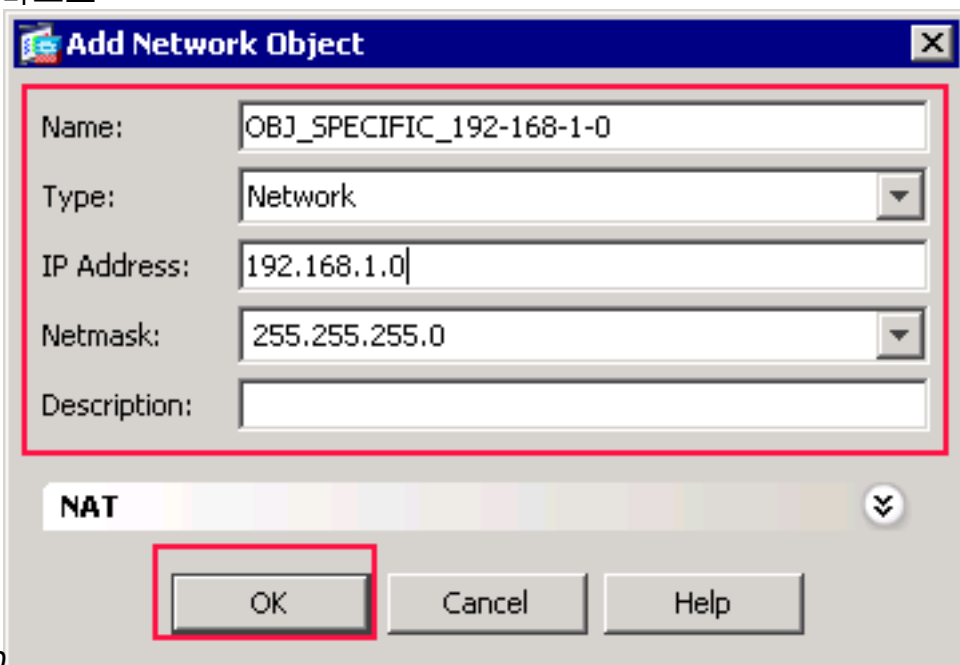 Add Network Object
Name: OBJ_SPECIFIC_192-168-1-0
Type: Network
IP Address: 192.168.1.0
Netmask: 255.255.255.0
Description:
NAT
OK Cancel Help